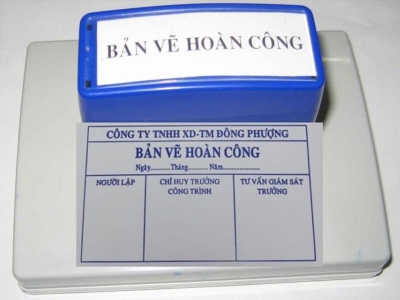 BẢN VẼ HOÀN CÔNG
CÔNG TY TNHH XD-TM ĐÔNG PHƯỢNG
BẢN VẼ HOÀN CÔNG
Ngày...........Tháng........... Năm.....................
NGƯỜI LẬP CHỈ HUY TRƯỞNG TƯ VẤN GIÁM SÁT
CÔNG TRÌNH TRƯỞNG